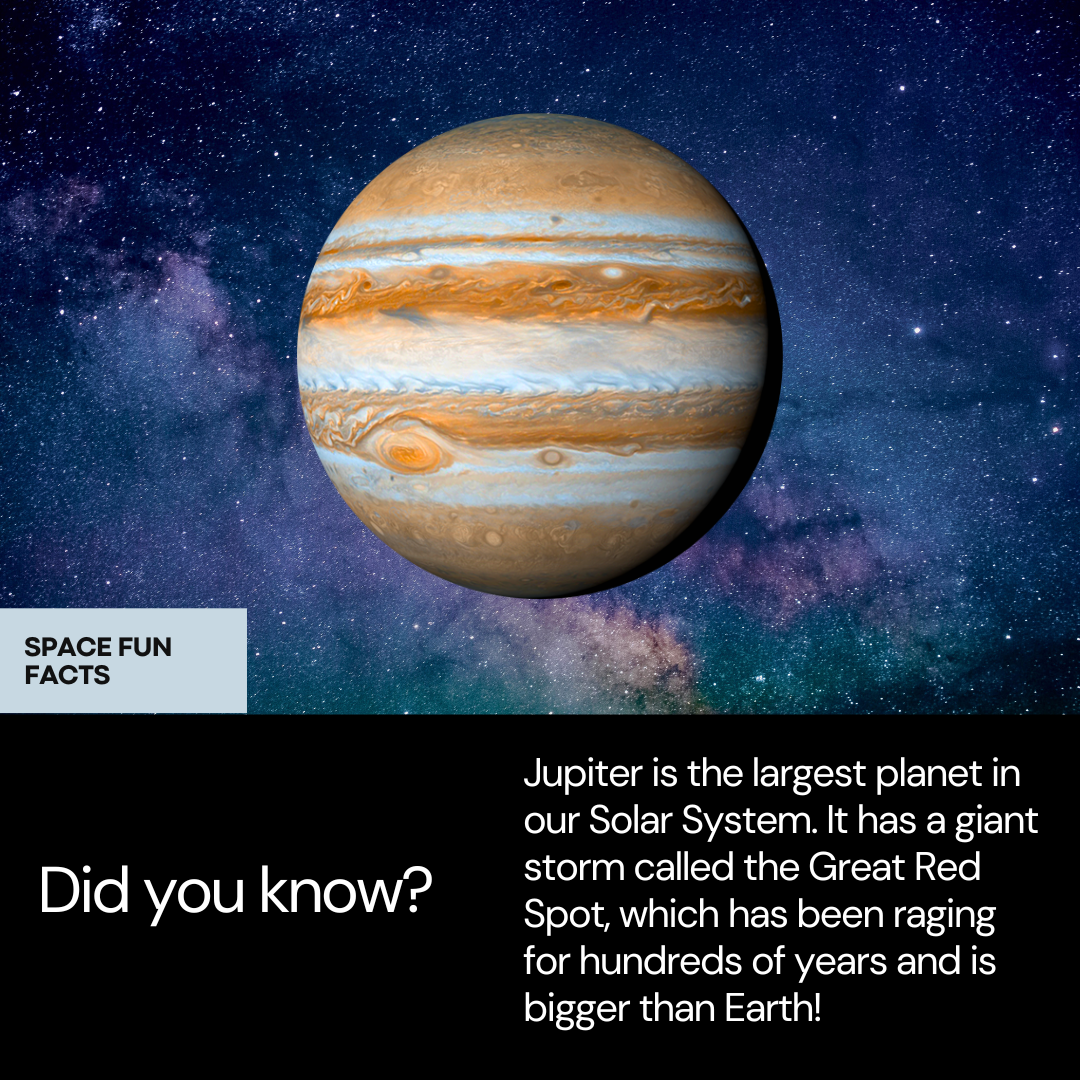 SPACE FUN
FACTS
Did you know?
Jupiter is the largest planet in
our Solar System. It has a giant
storm called the Great Red
Spot, which has been raging
for hundreds of years and is
bigger than Earth!